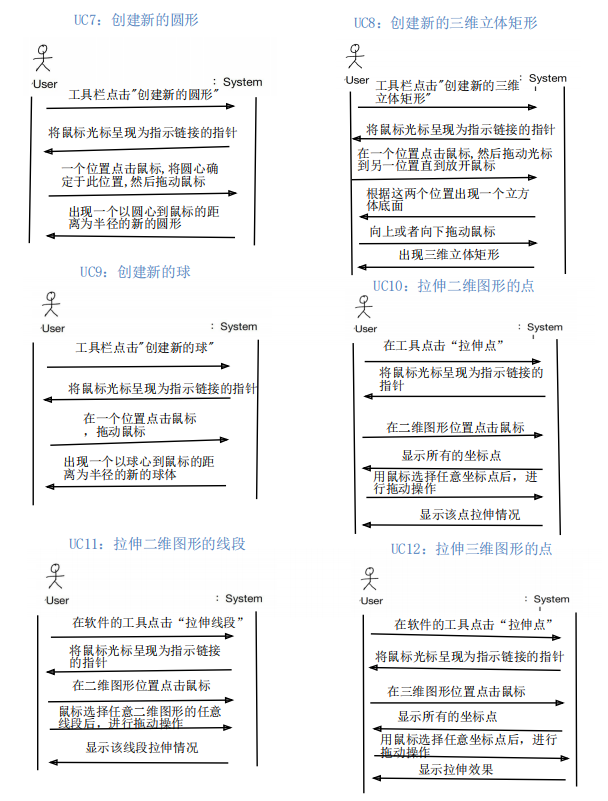 UC7：创建新的圆形
User
： System
工具栏点击"创建新的圆形"
将鼠标光标呈现为指示链接的指针
一个位置点击鼠标,将圆心确
定于此位置,然后拖动鼠标
出现一个以圆心到鼠标的距
离为半径的新的圆形
UC8：创建新的三维立体矩形
User
： System
工具栏点击"创建新的三维
立体矩形"
将鼠标光标呈现为指示链接的指针
在一个位置点击鼠标,然后拖动光标
到另一位置直到放开鼠标
根据这两个位置出现一个立方
体底面
向上或者向下拖动鼠标
出现三维立体矩形
UC9：创建新的球
User
： System
工具栏点击"创建新的球"
将鼠标光标呈现为指示链接的指针
在一个位置点击鼠标
，拖动鼠标
出现一个以球心到鼠标的距
离为半径的新的球体
UC10：拉伸二维图形的点
User
： System
在工具点击“拉伸点”
将鼠标光标呈现为指示链接的
指针
在二维图形位置点击鼠标
显示所有的坐标点
用鼠标选择任意坐标点后，进
行拖动操作
显示该点拉伸情况
UC11：拉伸二维图形的线段
User
： System
在软件的工具点击“拉伸线段”
将鼠标光标呈现为指示链接
的指针
在二维图形位置点击鼠标
鼠标选择任意二维图形的任意
线段后，进行拖动操作
显示该线段拉伸情况
UC12：拉伸三维图形的点
User
： System
在软件的工具点击“拉伸点”
将鼠标光标呈现为指示链接的指针
在三维图形位置点击鼠标
显示所有的坐标点
用鼠标选择任意坐标点后，进行
拖动操作
显示拉伸效果